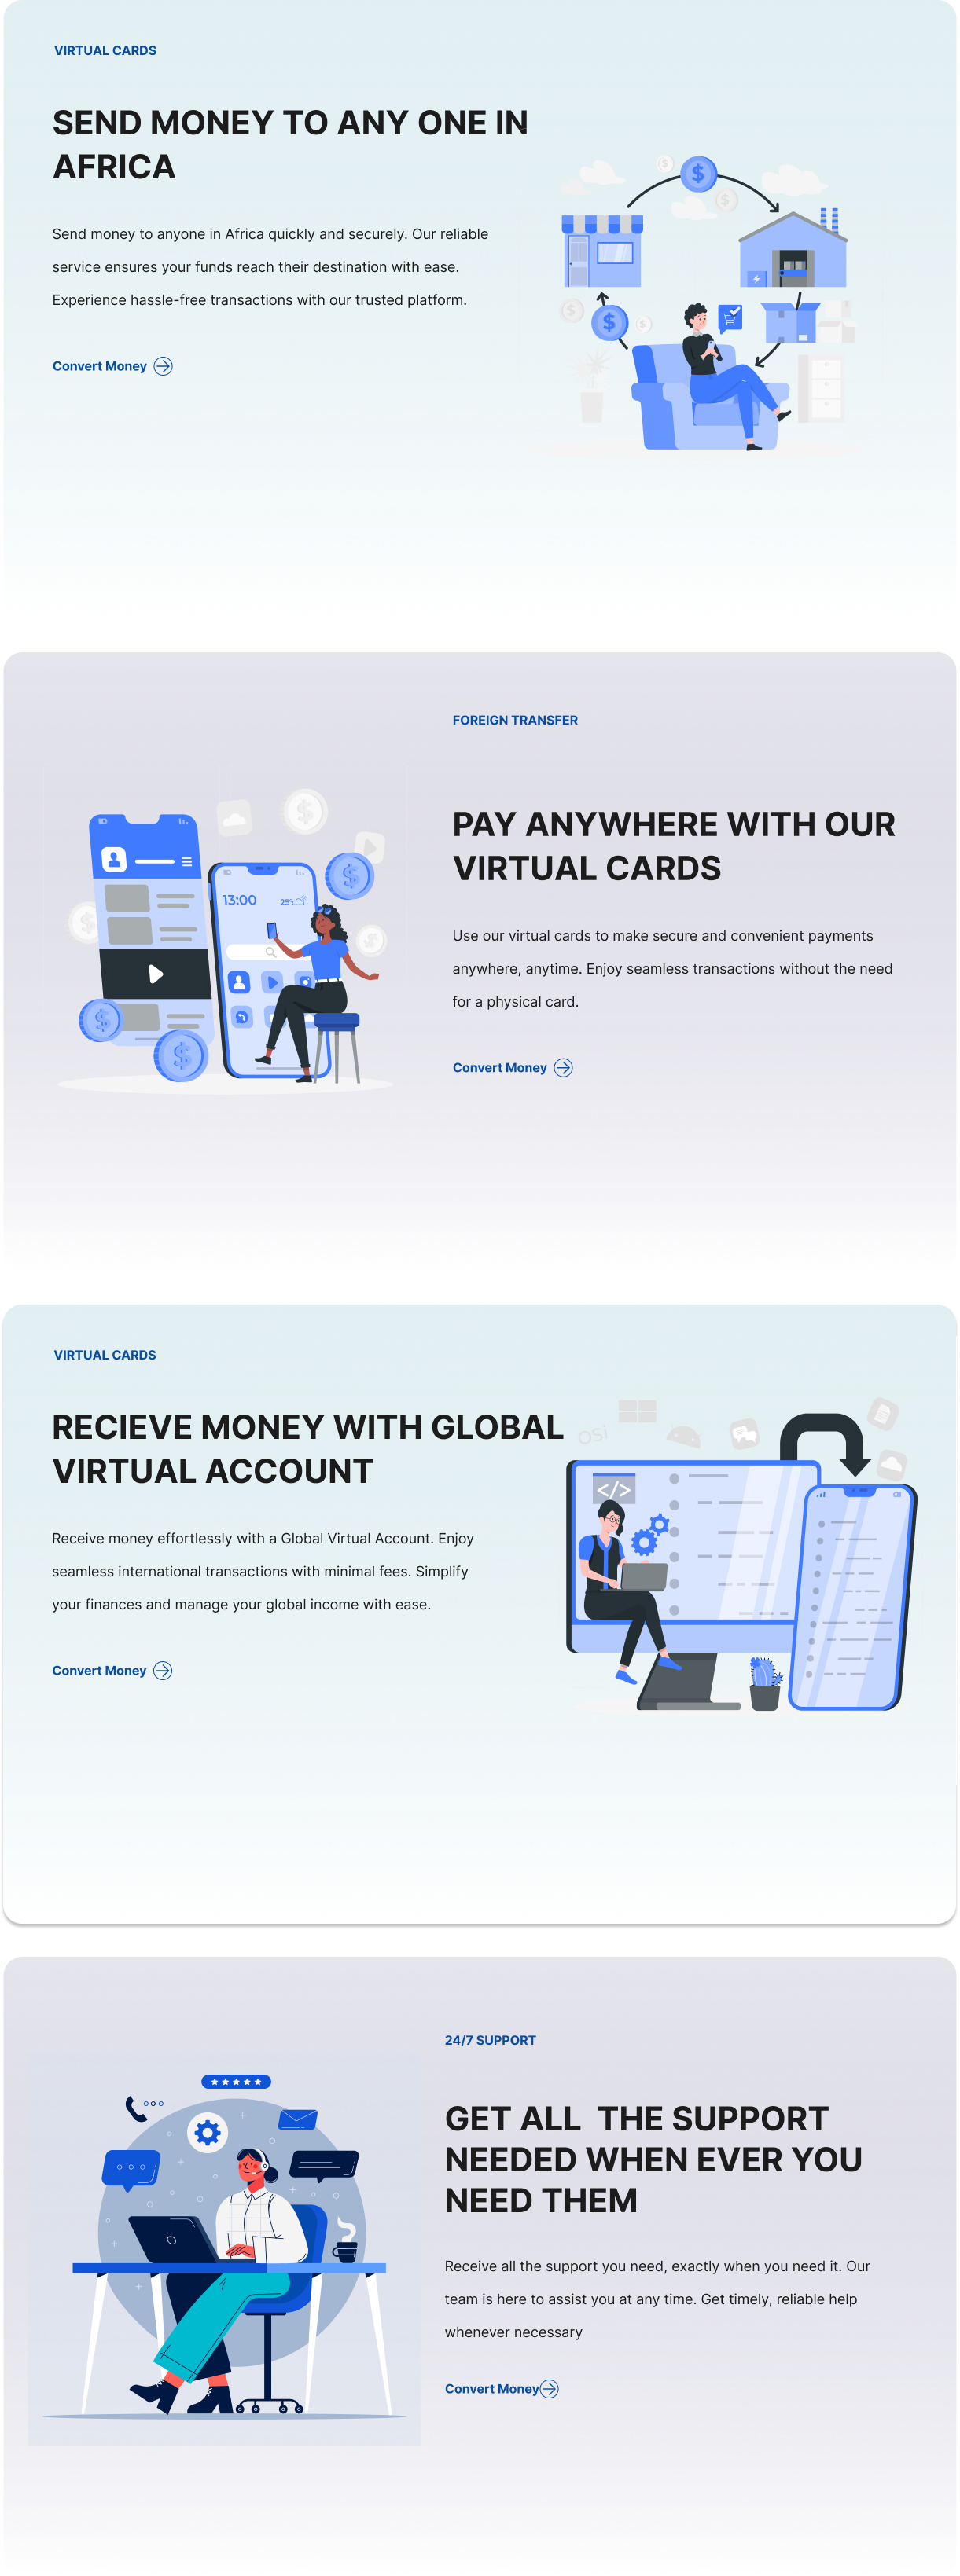 VIRTUAL CARDS
SEND MONEY TO ANY ONE IN
AFRICA
Send money to anyone in Africa quickly and securely. Our reliable
service ensures your funds reach their destination with ease.
Experience hassle-free transactions with our trusted platform.
Convert Money
FOREIGN TRANSFER
13:00
25°
PAY ANYWHERE WITH OUR
VIRTUAL CARDS
Use our virtual cards to make secure and convenient payments
anywhere, anytime. Enjoy seamless transactions without the need
for a physical card.
Convert Money
VIRTUAL CARDS
RECIEVE MONEY WITH GLOBAL
VIRTUAL ACCOUNT
OSi
</>
Receive money effortlessly with a Global Virtual Account. Enjoy
seamless international transactions with minimal fees. Simplify
your finances and manage your global income with ease.
Convert Money
24/7 SUPPORT
GET ALL  THE SUPPORT
NEEDED WHEN EVER YOU
NEED THEM
Receive all the support you need, exactly when you need it. Our
team is here to assist you at any time. Get timely, reliable help
whenever necessary
Convert Money